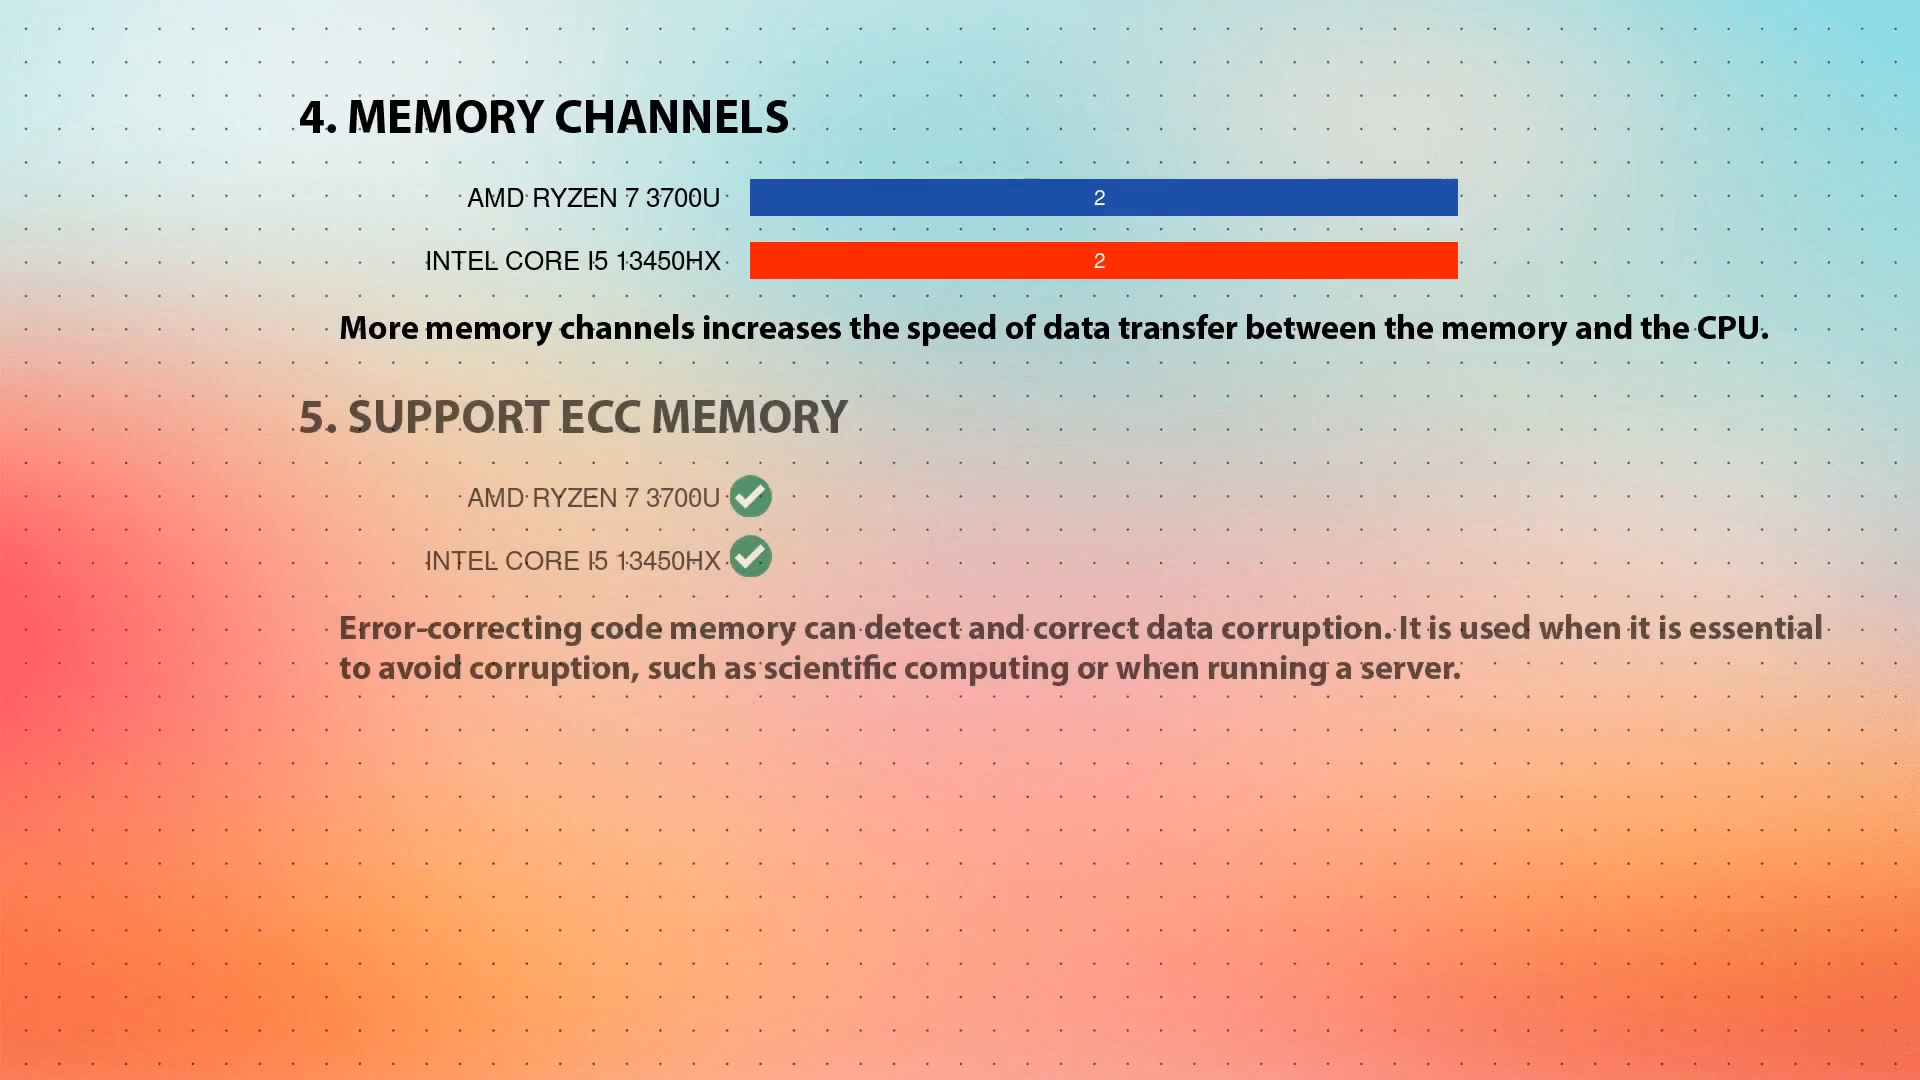 4. MEMORY CHANNELS
AMD RYZEN 7 3700U
2
INTEL CORE I5 13450HX
2
More memory channels increases the speed of data transfer between the memory and the CPU.
5. SUPPORT ECC MEMORY
AMD RYZEN 7 3700U
INTEL CORE I5 13450HX
Error-correcting code memory can detect and correct data corruption. It is used when it is essential
to avoid corruption, such as scientific computing or when running a server.